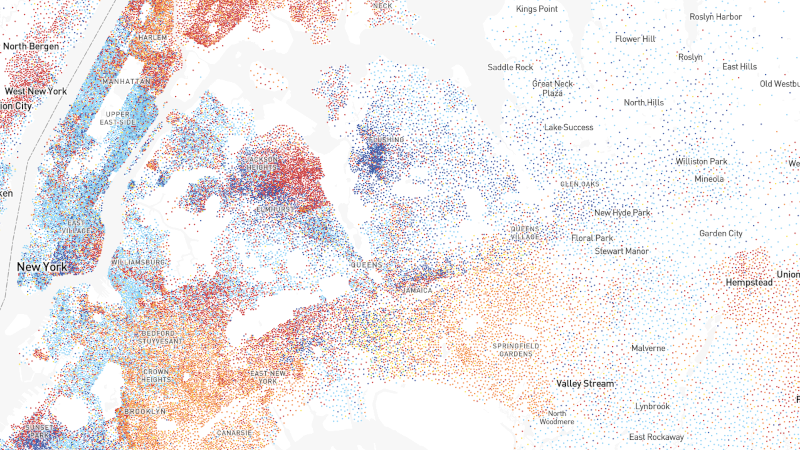 NECK
Kings Point
Roslyn Harbor
HARLEM
North Bergen
Flower Hill
Roslyn
East Hills
Saddle Rock
MANHATTAN
Great Neck
Plaza
Old Westbu
West New York
ion City
North Hills
UPPER
EAST SIDE
Lake Success
FLUSHING
JACKSON
HEIGHTS
Williston Park
Mineola
We
ken
GLEN OAKS
ELMHURST
New Hyde Park
EAST
VILLAGE
QUEENS
VILLAGE
Garden City
Floral Park
Stewart Manor
New York
WILLIAMSBURG
QUEENS
Union
Hempstead
JAMAICA
BEDFORD
STUYVESANT
SPRINGFIELD
GARDENS
Malverne
CROWN
HEIGHTS
EAST NEW
YORK
Valley Stream
BROOKLYN
Lynbrook
North
Woodmere
SUNSET
CANARSIE
East Rockaway